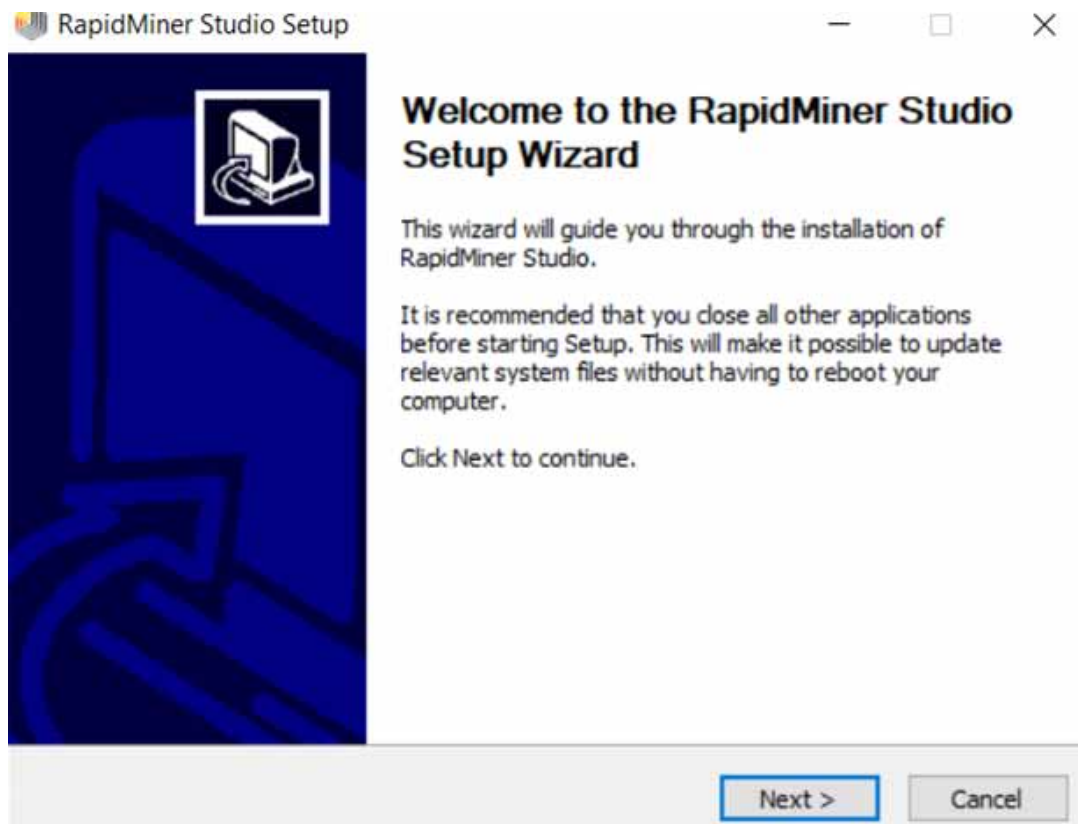 RapidMiner Studio Setup
Welcome to the RapidMiner Studio
Setup Wizard
This wizard will guide you through the installation of
RapidMiner Studio.
It is recommended that you close all other applications
before starting Setup. This will make it possible to update
relevant system files without having to reboot your
computer.
Click Next to continue.
Next >
Cancel